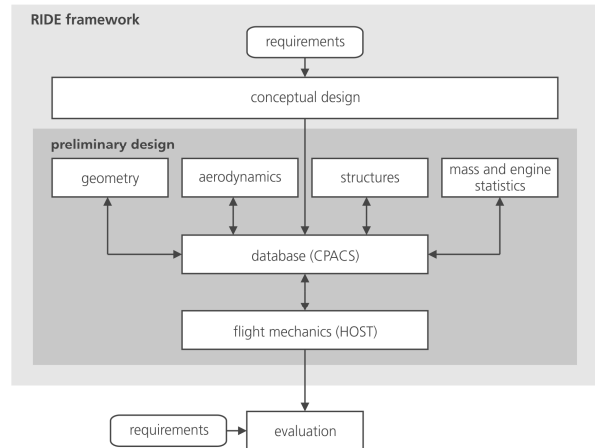 RIDE framework
requirements
conceptual design
preliminary design
geometry
aerodynamics
structures
mass and engine
statistics
database (CPACS)
flight mechanics (HOST)
requirements
evaluation